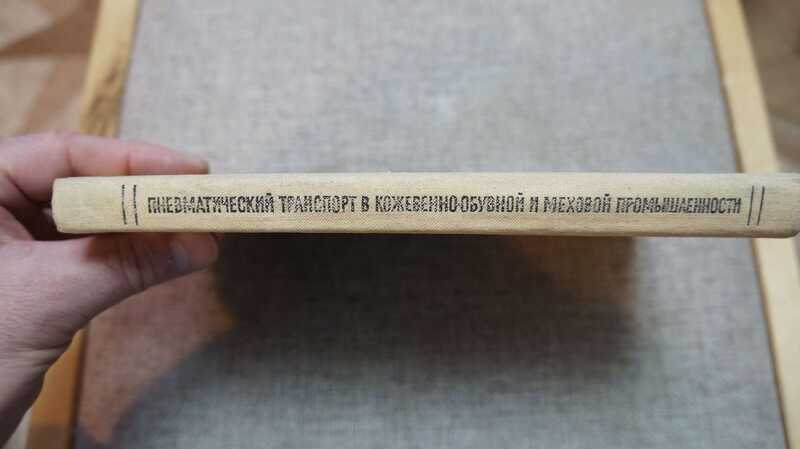 ПНЕВМАТИЧЕСКИЙ ТРАНСПОРТ В КОЖЕВЕННО-ОБУВНОЙ И МЕХОВОЙ ПРОМЫШЛЕННОСТИ